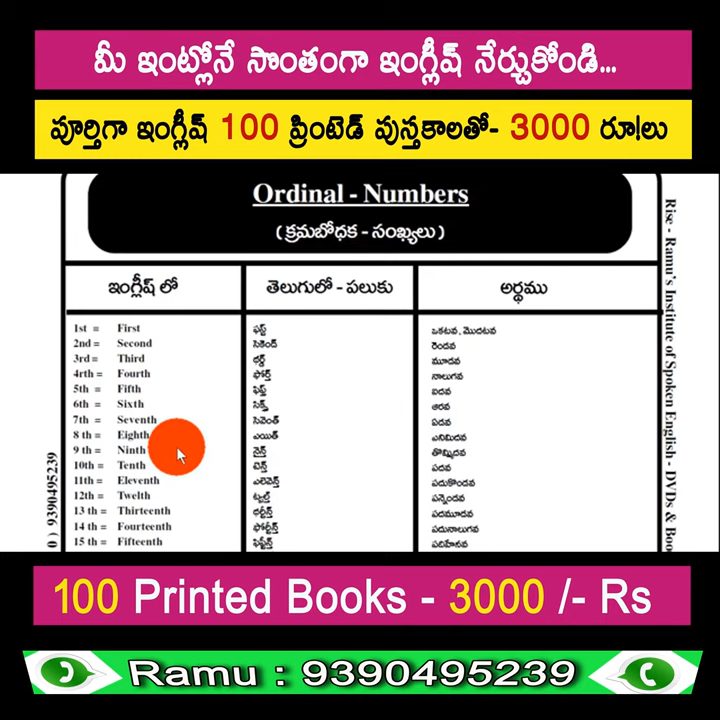 మీ ఇంట్లోనే సొంతంగా ఇంగ్లీష్ నేర్చుకోండి...
పూర్తిగా ఇంగ్లీష్ 100 ప్రింటెడ్ పుస్తకాలతో- 3000 రూ!లు
Ordinal - Numbers
( క్రమబోధక - సంఖ్యలు )
ఇంగ్లీష్ లో తెలుగులో - పలుకు అర్థము
1st = First ఫస్ట్ ఒకటవ, మొదటవ
2nd = Second సెకెండ్ రెండవ
3rd = Third థర్డ్ మూడవ
4rth = Fourth ఫోర్త్ నాలుగవ
5th = Fifth ఫిఫ్త్ ఐదవ
6th = Sixth సిక్స్త్ ఆరవ
7th = Seventh సెవెంత్ ఏడవ
8 th = Eighth ఎయిత్ ఎనిమిదవ
9 th = Ninth నైన్త్ తొమ్మిదవ
10th = Tenth టెన్త్ పదవ
11th = Eleventh ఎలెవెన్త్ పదుకొండవ
12th = Twelth ట్వల్త్ పన్నెండవ
13 th = Thirteenth థర్టీన్త్ పదమూడవ
14 th = Fourteenth ఫోర్టీన్త్ పదునాలుగవ
15 th = Fifteenth ఫిఫ్టీన్త్ పదిహేనవ
0 ) 9390495239
Rise - Ramu's Institute of Spoken English - DVDs & Boo
100 Printed Books - 3000 /- Rs
Ramu : 9390495239